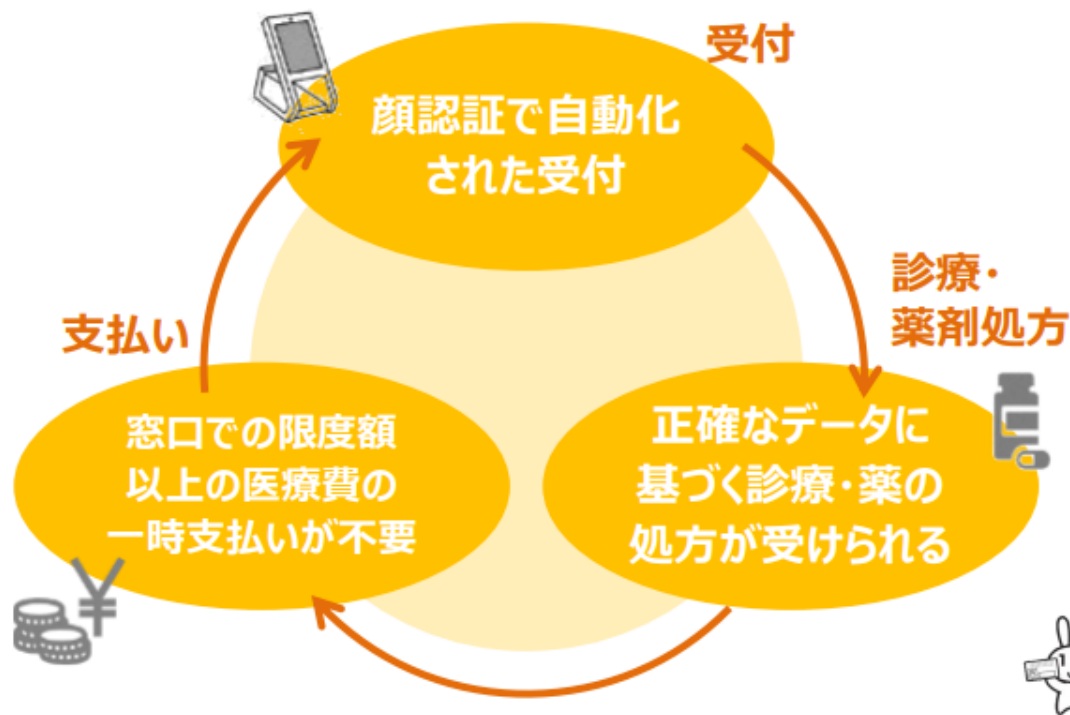 受付
顔認証で自動化
された受付
診療・
薬剤処方
正確なデータに
基づく診療・薬の
処方が受けられる
支払い
窓口での限度額
以上の医療費の
一時支払いが不要
¥